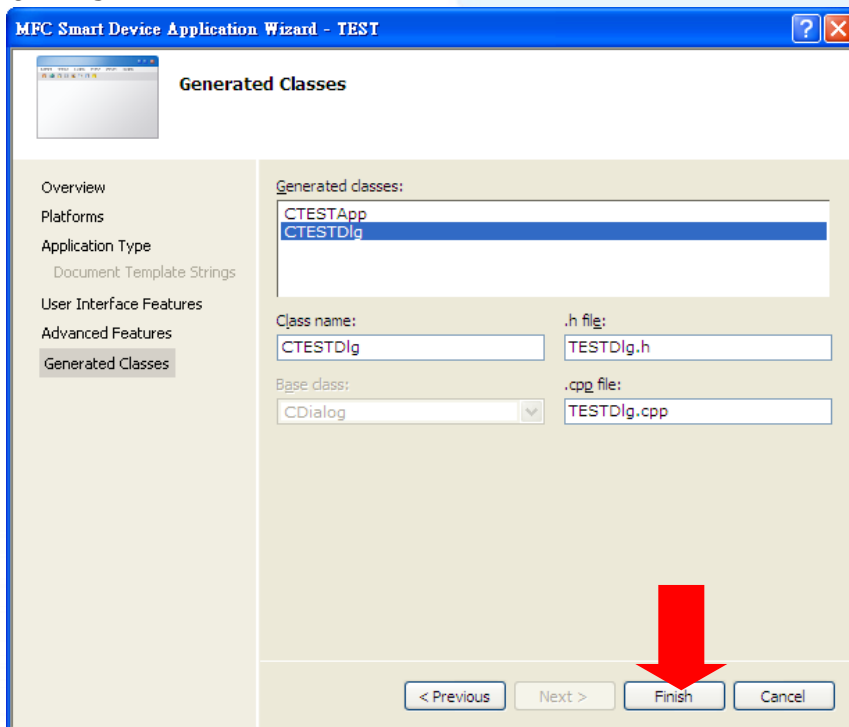 MFC Smart Device Application Wizard - TEST
Generated Classes
Overview
Platforms
Application Type
Document Template Strings
User Interface Features
Advanced Features
Generated Classes
Generated classes:
CTESTApp
CTESTDlg
Class name:
.h file:
CTESTDlg
TESTDlg.h
Base class:
.cpp file:
CDialog
TESTDlg.cpp
< Previous
Next >
Finish
Cancel